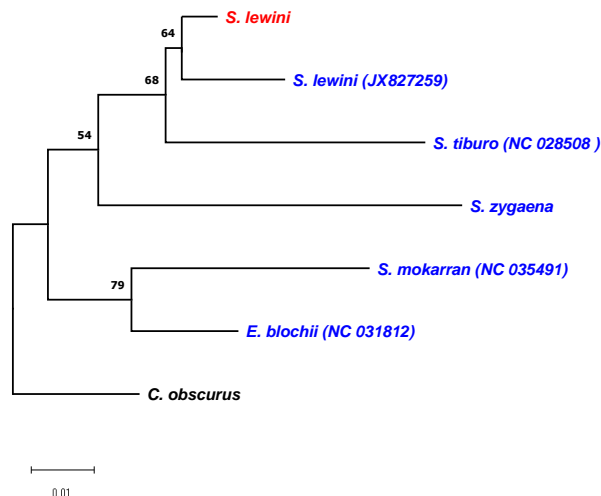 S. lewini
64
S. lewini (JX827259)
68
S. tiburo (NC 028508 )
54
S. zygaena
S. mokarran (NC 035491)
79
E. blochii (NC 031812)
C. obscurus
0.01